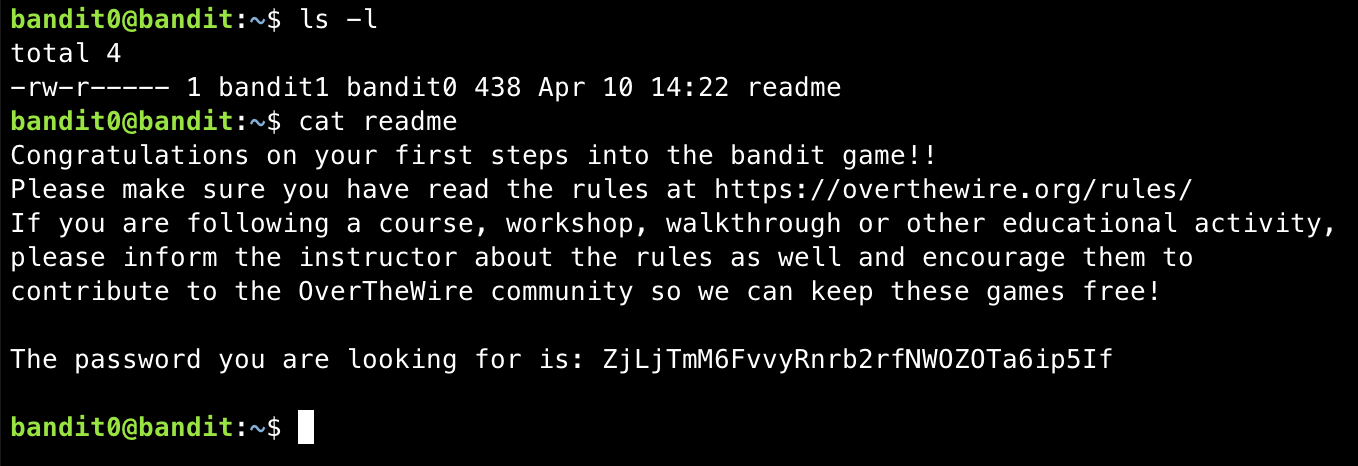 bandit0@bandit:~$ ls -l
total 4
-rw-r----- 1 bandit1 bandit0 438 Apr 10 14:22 readme
bandit0@bandit:~$ cat readme
Congratulations on your first steps into the bandit game!!
Please make sure you have read the rules at https://overthewire.org/rules/
If you are following a course, workshop, walkthrough or other educational activity,
please inform the instructor about the rules as well and encourage them to
contribute to the OverTheWire community so we can keep these games free!
The password you are looking for is: ZjLjTmM6FvvyRnrb2rfNWOZOTa6ip5If
bandit0@bandit:~$